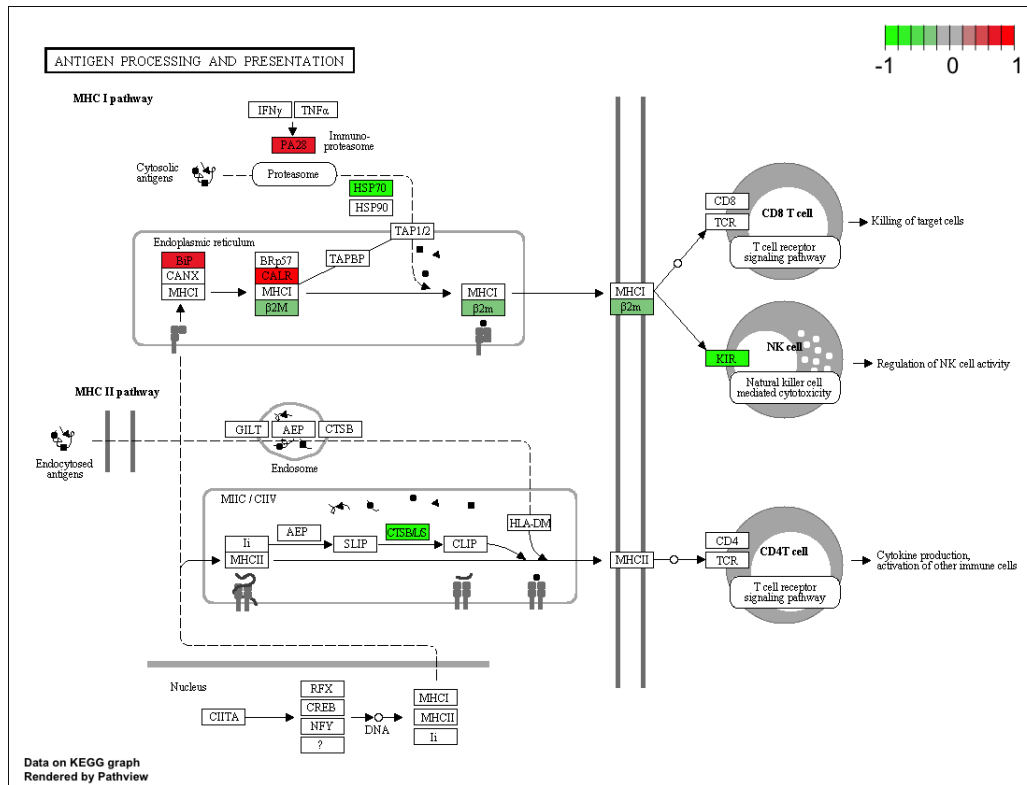 -1 0 1
ANTIGEN PROCESSING AND PRESENTATION
MHC I pathway
IFNγ TNFα
PA28
Immuno-
proteasome
Cytosolic
antigens
Proteasome
HSP70
HSP90
TAP1/2
Endoplasmic reticulum
BiP
CANX
MHCI
BRp57
CALR
MHCI
β2M
TAPBP
MHCI
β2m
MHCI
β2m
CD8
TCR
CD8 T cell
T cell receptor
signaling pathway
Killing of target cells
KIR
NK cell
Natural killer cell
mediated cytotoxicity
Regulation of NK cell activity
MHC II pathway
Endocytosed
antigens
GILT AEP CTSB
Endosome
MIIC / CIIV
Ii
MHCII
AEP
SLIP
CTSB/L/S
CLIP
HLA-DM
MHCII
CD4
TCR
CD4T cell
T cell receptor
signaling pathway
Cytokine production,
activation of other immune cells
Nucleus
CIITA
RFX
CREB
NFY
?
DNA
MHCI
MHCII
Ii
Data on KEGG graph
Rendered by Pathview